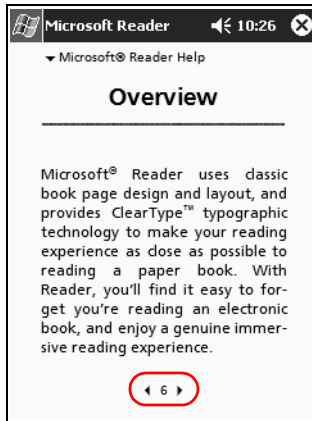 Microsoft Reader 10:26
Microsoft® Reader Help
Overview
Microsoft® Reader uses classic
book page design and layout, and
provides ClearType™ typographic
technology to make your reading
experience as close as possible to
reading a paper book. With
Reader, you'll find it easy to for-
get you're reading an electronic
book, and enjoy a genuine immer-
sive reading experience.
6